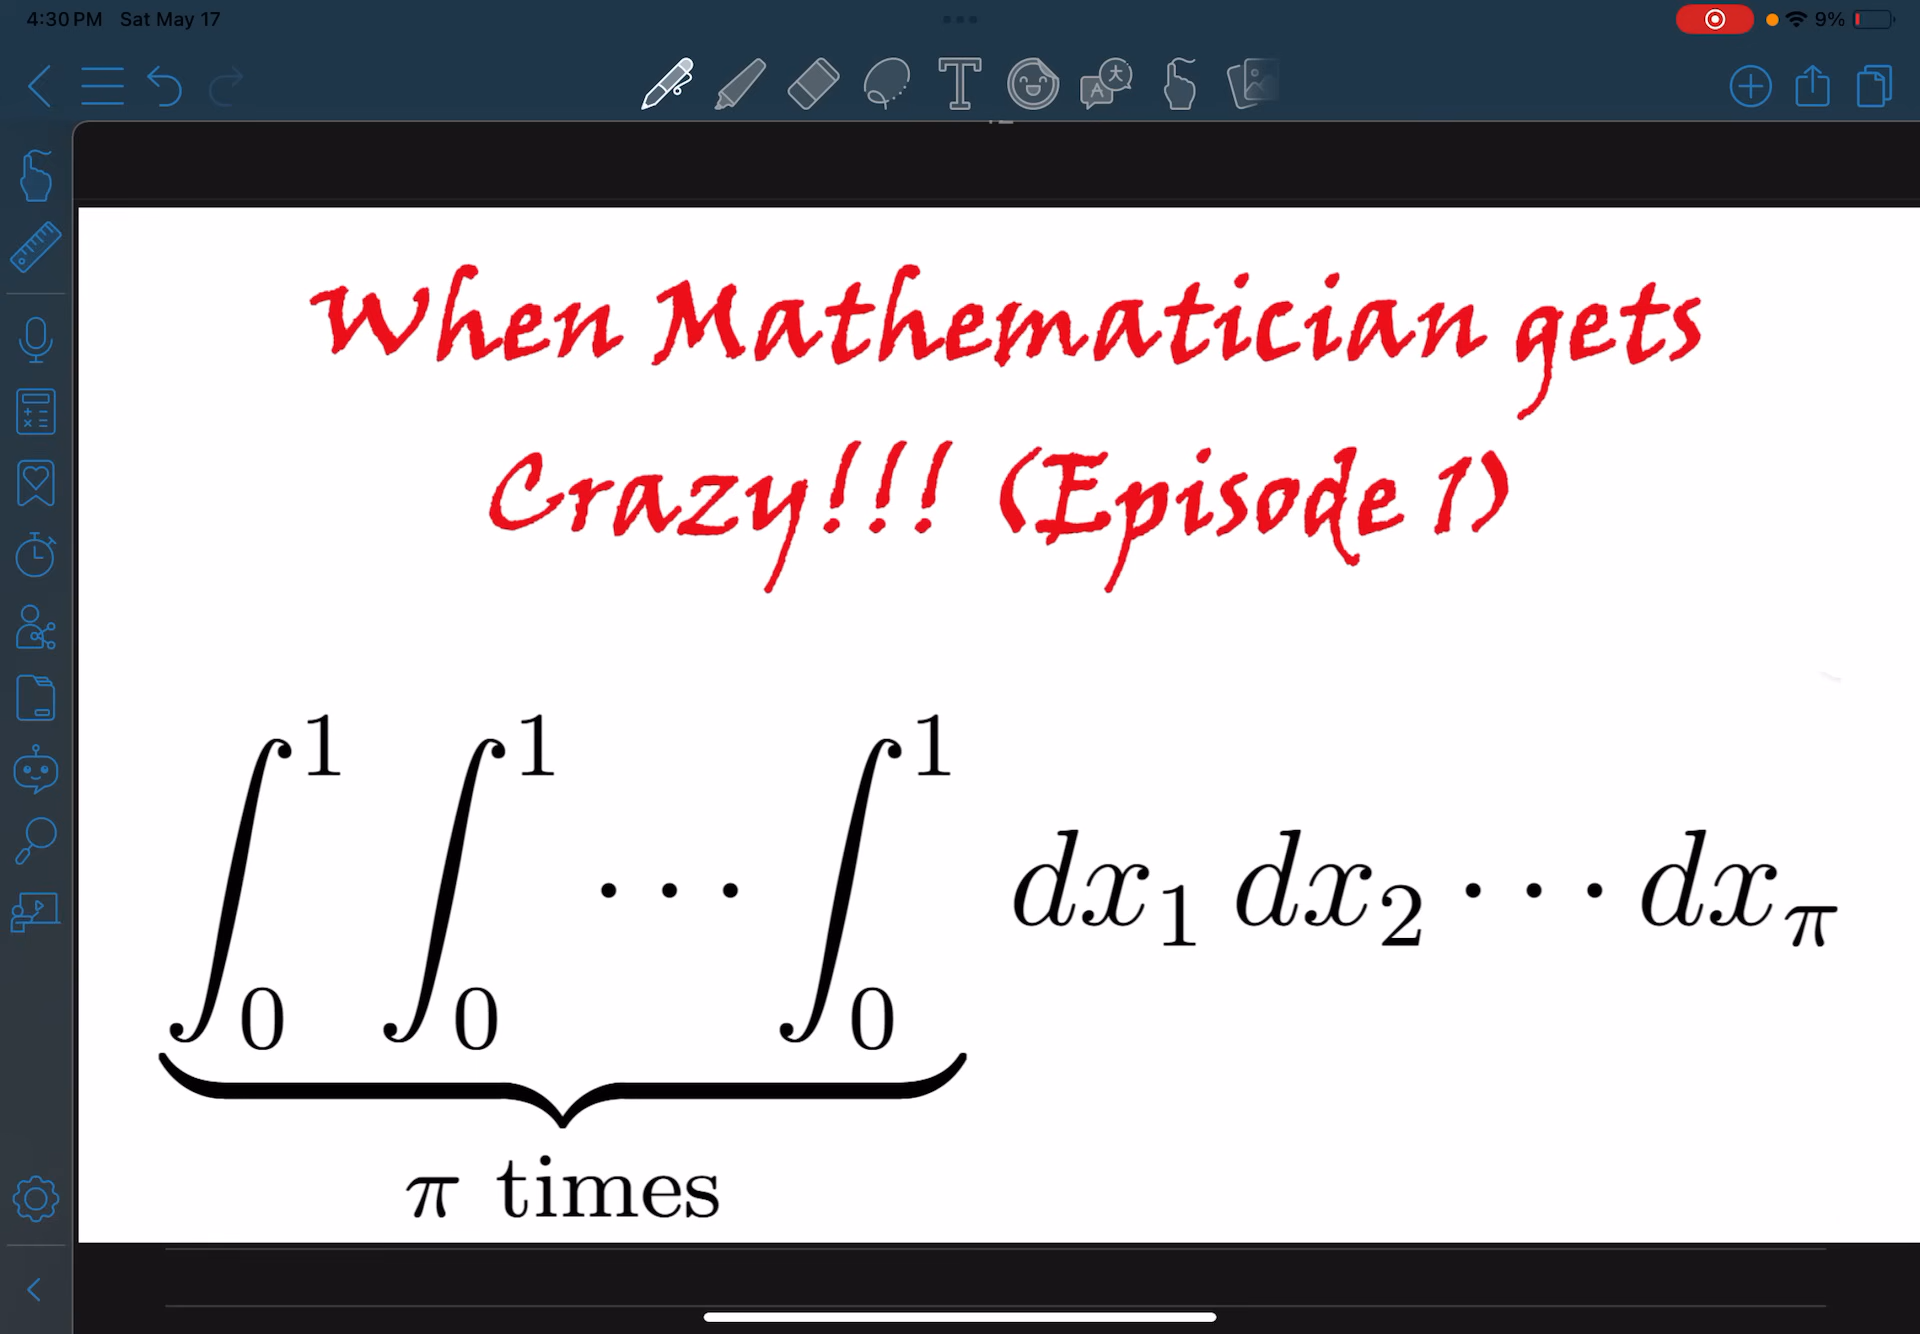 4:30 PM Sat May 17
9%
When Mathematician gets
Crazy!!! (Episode 1)
∫₀¹ ∫₀¹ ⋯ ∫₀¹ dx₁ dx₂ ⋯ dx_π
π times